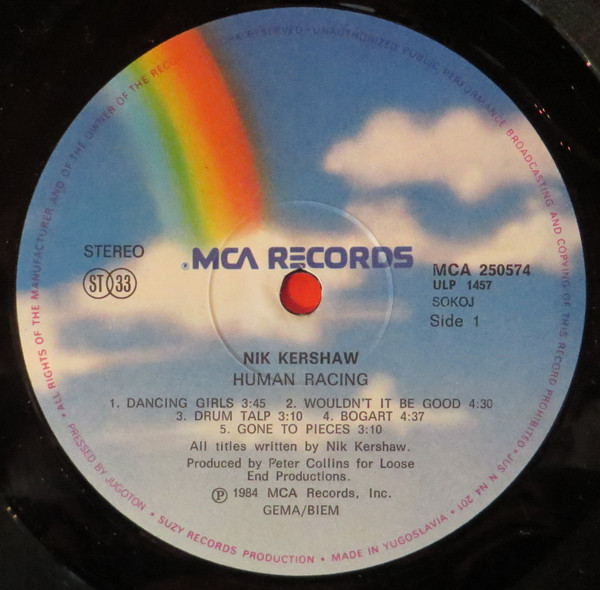 • ALL RIGHTS OF THE MANUFACTURER AND OF THE OWNER OF THE RECORDED WORK RESERVED • UNAUTHORIZED PUBLIC PERFORMANCE BROADCASTING AND COPYING OF THIS RECORD PROHIBITED • JUS N N4 201 •
MCA RECORDS
STEREO
ST 33
MCA 250574
ULP 1457
SOKOJ
Side 1
NIK KERSHAW
HUMAN RACING
1. DANCING GIRLS 3:45 2. WOULDN'T IT BE GOOD 4:30
3. DRUM TALP 3:10 4. BOGART 4:37
5. GONE TO PIECES 3:10
All titles written by Nik Kershaw.
Produced by Peter Collins for Loose
End Productions.
℗ 1984 MCA Records, Inc.
GEMA/BIEM
• PRESSED BY JUGOTON • SUZY RECORDS PRODUCTION • MADE IN YUGOSLAVIA •